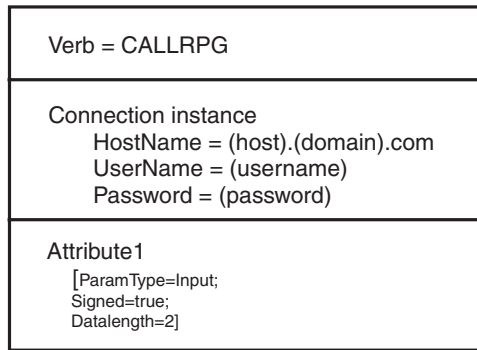 Verb = CALLRPG
Connection instance
HostName = (host).(domain).com
UserName = (username)
Password = (password)
Attribute1
[ParamType=Input;
Signed=true;
Datalength=2]